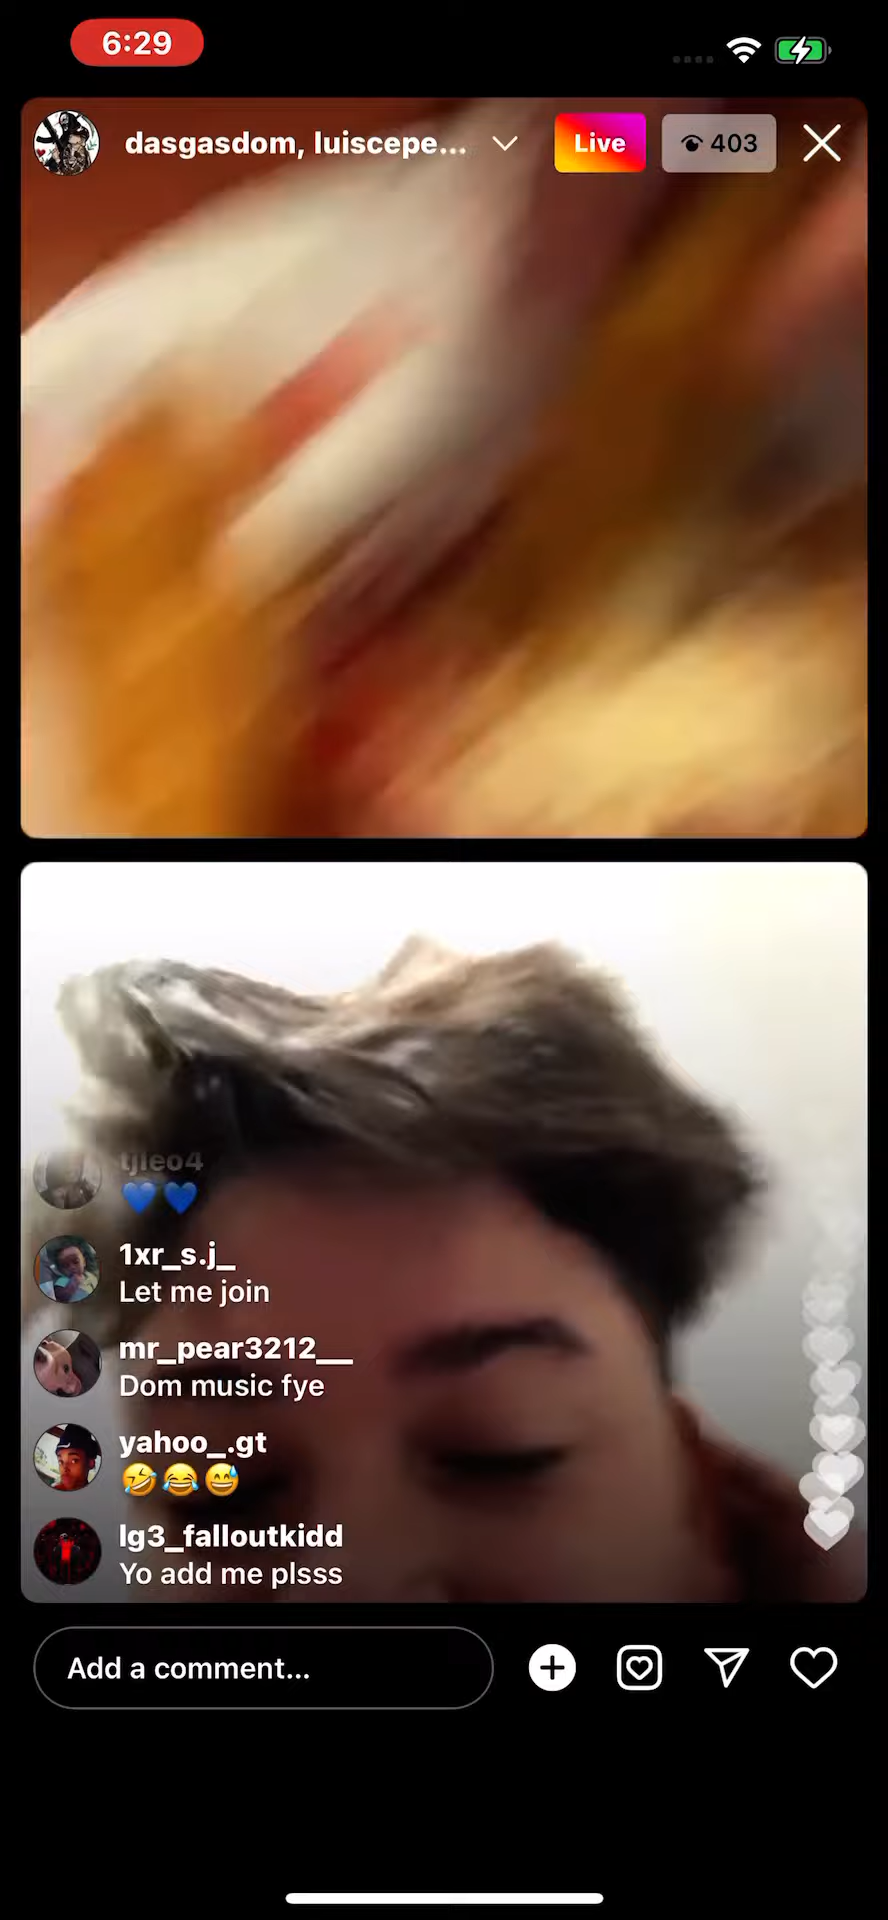 6:29
dasgasdom, luiscepe...
Live
403
tjleo4
💙💙
1xr_s.j_
Let me join
mr_pear3212__
Dom music fye
yahoo_.gt
🤣😂😅
lg3_falloutkidd
Yo add me plsss
Add a comment...